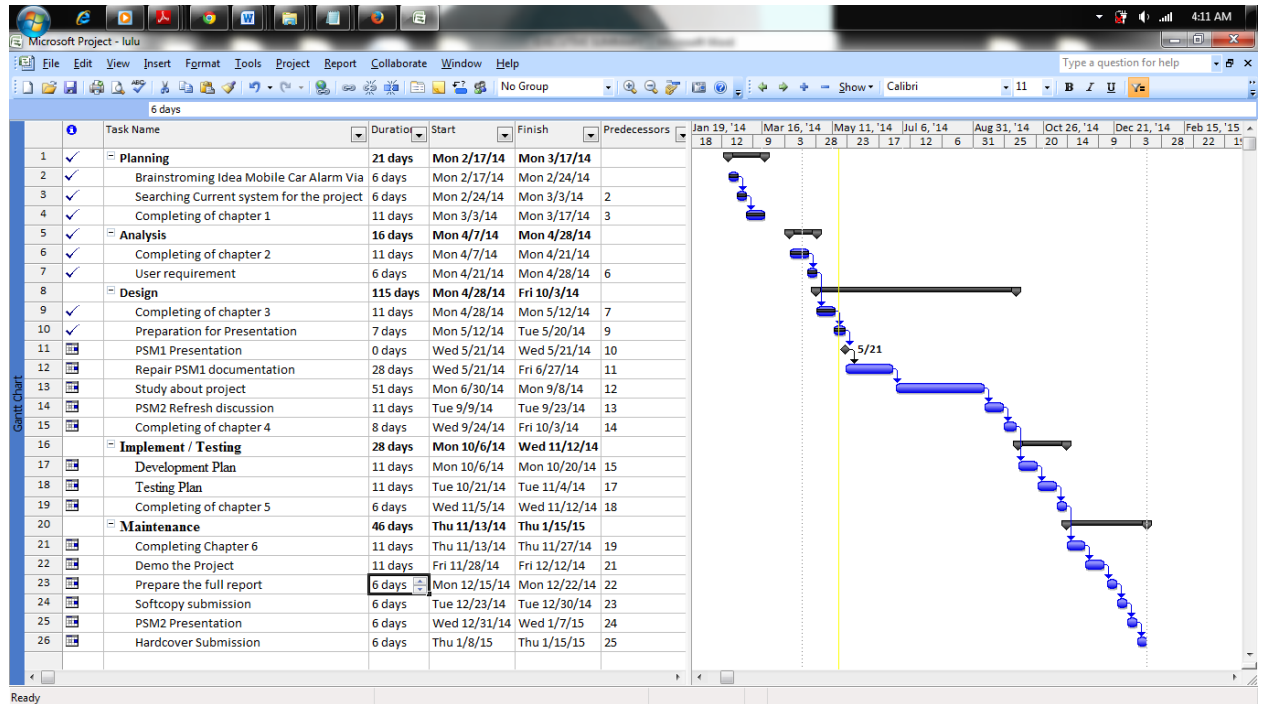 4:11 AM
Microsoft Project - lulu
File Edit View Insert Format Tools Project Report Collaborate Window Help Type a question for help
No Group Show Calibri 11 B I U
6 days
Task Name Duration Start Finish Predecessors Jan 19, '14 Mar 16, '14 May 11, '14 Jul 6, '14 Aug 31, '14 Oct 26, '14 Dec 21, '14 Feb 15, '15
18 12 9 3 28 23 17 12 6 31 25 20 14 9 3 28 22
1 Planning 21 days Mon 2/17/14 Mon 3/17/14
2 Brainstroming Idea Mobile Car Alarm Via 6 days Mon 2/17/14 Mon 2/24/14
3 Searching Current system for the project 6 days Mon 2/24/14 Mon 3/3/14 2
4 Completing of chapter 1 11 days Mon 3/3/14 Mon 3/17/14 3
5 Analysis 16 days Mon 4/7/14 Mon 4/28/14
6 Completing of chapter 2 11 days Mon 4/7/14 Mon 4/21/14
7 User requirement 6 days Mon 4/21/14 Mon 4/28/14 6
8 Design 115 days Mon 4/28/14 Fri 10/3/14
9 Completing of chapter 3 11 days Mon 4/28/14 Mon 5/12/14 7
10 Preparation for Presentation 7 days Mon 5/12/14 Tue 5/20/14 9
11 PSM1 Presentation 0 days Wed 5/21/14 Wed 5/21/14 10 5/21
12 Repair PSM1 documentation 28 days Wed 5/21/14 Fri 6/27/14 11
13 Study about project 51 days Mon 6/30/14 Mon 9/8/14 12
14 PSM2 Refresh discussion 11 days Tue 9/9/14 Tue 9/23/14 13
15 Completing of chapter 4 8 days Wed 9/24/14 Fri 10/3/14 14
16 Implement / Testing 28 days Mon 10/6/14 Wed 11/12/14
17 Development Plan 11 days Mon 10/6/14 Mon 10/20/14 15
18 Testing Plan 11 days Tue 10/21/14 Tue 11/4/14 17
19 Completing of chapter 5 6 days Wed 11/5/14 Wed 11/12/14 18
20 Maintenance 46 days Thu 11/13/14 Thu 1/15/15
21 Completing Chapter 6 11 days Thu 11/13/14 Thu 11/27/14 19
22 Demo the Project 11 days Fri 11/28/14 Fri 12/12/14 21
23 Prepare the full report 6 days Mon 12/15/14 Mon 12/22/14 22
24 Softcopy submission 6 days Tue 12/23/14 Tue 12/30/14 23
25 PSM2 Presentation 6 days Wed 12/31/14 Wed 1/7/15 24
26 Hardcover Submission 6 days Thu 1/8/15 Thu 1/15/15 25
Gantt Chart
Ready